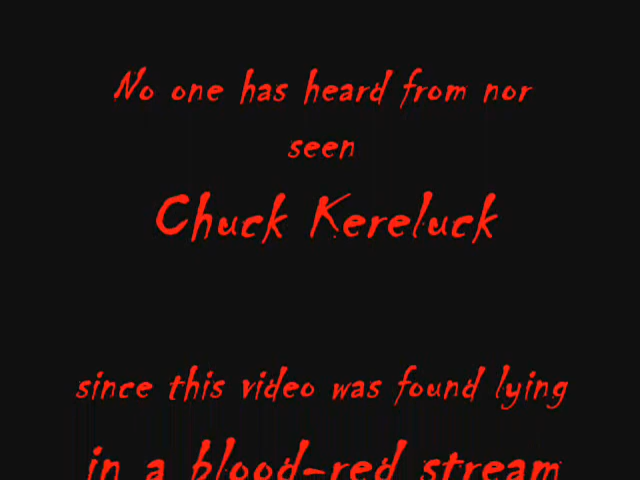 No one has heard from nor
seen
Chuck Kereluck
since this video was found lying
in a blood-red stream